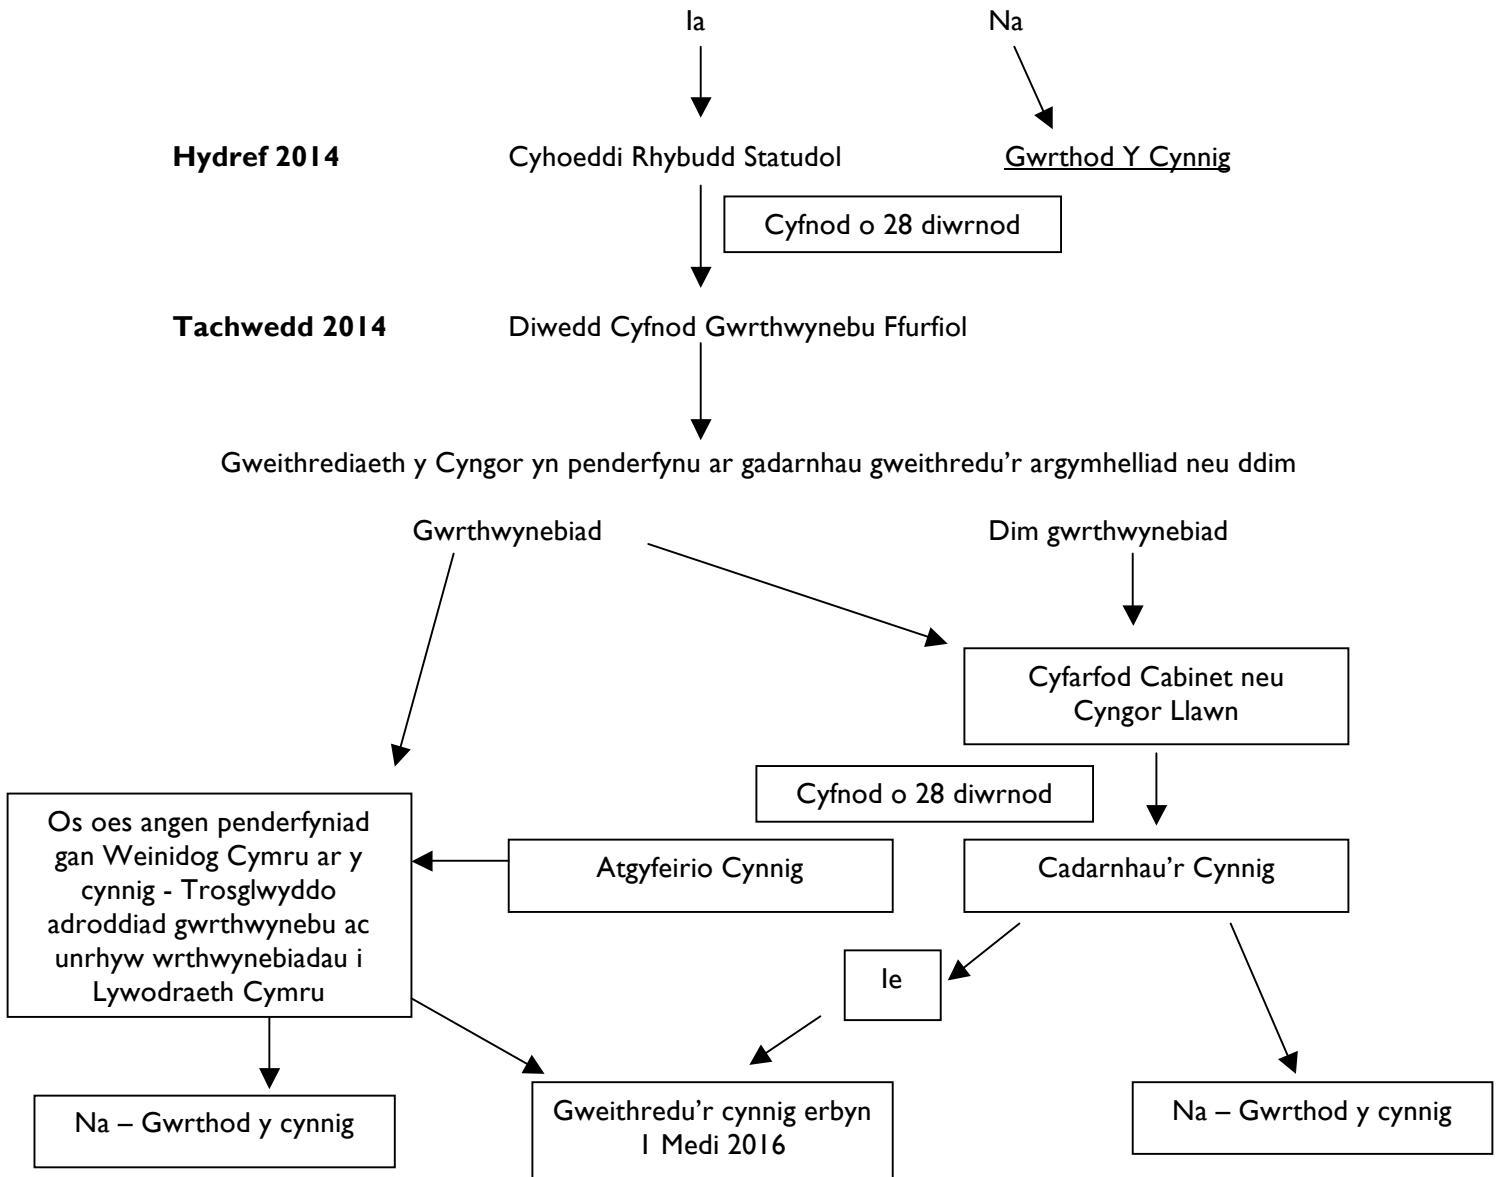 Ia
Na
Hydref 2014
Cyhoeddi Rhybudd Statudol
Gwrthod Y Cynnig
Cyfnod o 28 diwrnod
Tachwedd 2014
Diwedd Cyfnod Gwrthwynebu Ffurfiol
Gweithrediaeth y Cyngor yn penderfynu ar gadarnhau gweithredu'r argymhelliad neu ddim
Gwrthwynebiad
Dim gwrthwynebiad
Cyfarfod Cabinet neu
Cyngor Llawn
Cyfnod o 28 diwrnod
Os oes angen penderfyniad
gan Weinidog Cymru ar y
cynnig - Trosglwyddo
adroddiad gwrthwynebu ac
unrhyw wrthwynebiadau i
Lywodraeth Cymru
Atgyfeirio Cynnig
Cadarnhau'r Cynnig
Ie
Na – Gwrthod y cynnig
Gweithredu'r cynnig erbyn
1 Medi 2016
Na – Gwrthod y cynnig